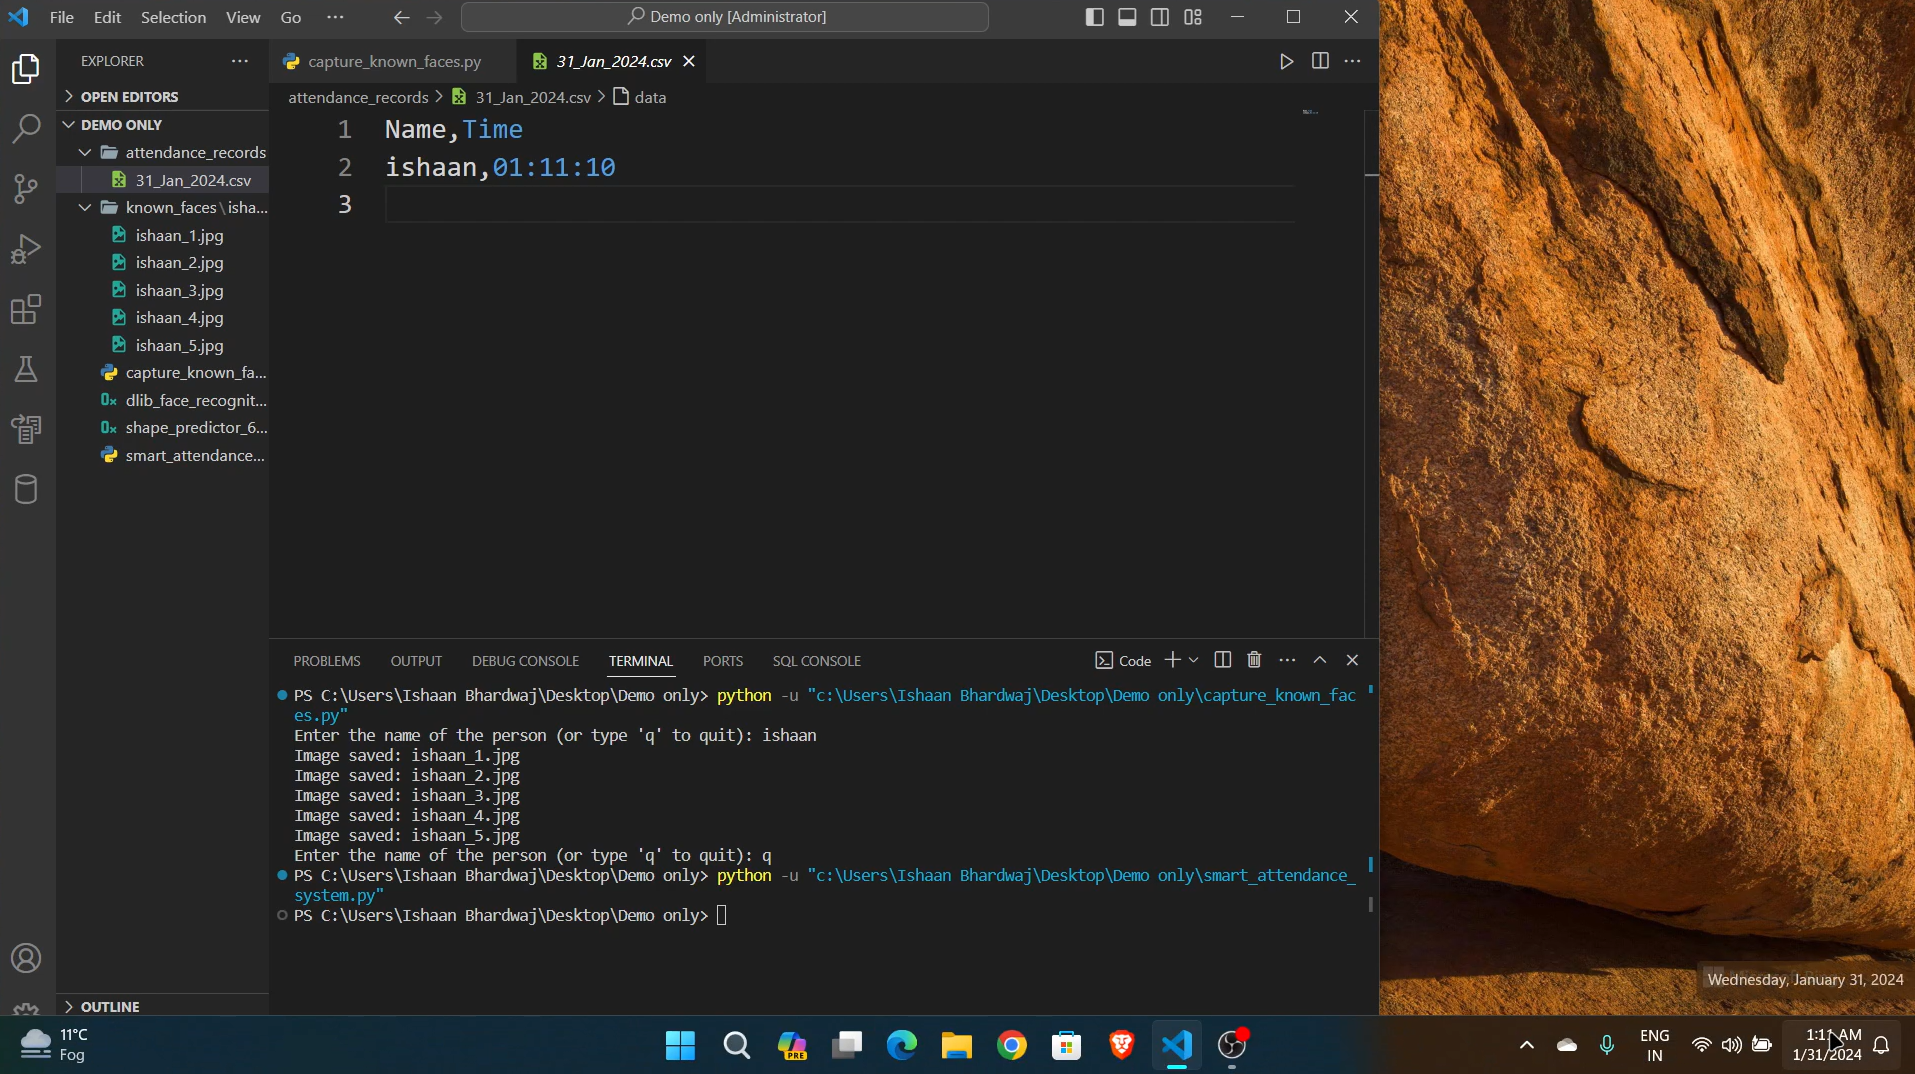 File Edit Selection View Go ···
Demo only [Administrator]
EXPLORER ···
OPEN EDITORS
DEMO ONLY
attendance_records
31_Jan_2024.csv
known_faces\isha...
ishaan_1.jpg
ishaan_2.jpg
ishaan_3.jpg
ishaan_4.jpg
ishaan_5.jpg
capture_known_fa...
dlib_face_recognit...
shape_predictor_6...
smart_attendance...
OUTLINE
capture_known_faces.py 31_Jan_2024.csv
attendance_records > 31_Jan_2024.csv > data
1 Name,Time
2 ishaan,01:11:10
3
PROBLEMS OUTPUT DEBUG CONSOLE TERMINAL PORTS SQL CONSOLE Code
PS C:\Users\Ishaan Bhardwaj\Desktop\Demo only> python -u "c:\Users\Ishaan Bhardwaj\Desktop\Demo only\capture_known_fac
es.py"
Enter the name of the person (or type 'q' to quit): ishaan
Image saved: ishaan_1.jpg
Image saved: ishaan_2.jpg
Image saved: ishaan_3.jpg
Image saved: ishaan_4.jpg
Image saved: ishaan_5.jpg
Enter the name of the person (or type 'q' to quit): q
PS C:\Users\Ishaan Bhardwaj\Desktop\Demo only> python -u "c:\Users\Ishaan Bhardwaj\Desktop\Demo only\smart_attendance_
system.py"
PS C:\Users\Ishaan Bhardwaj\Desktop\Demo only>
Wednesday, January 31, 2024
11°C
Fog
PRE
ENG
IN
1:11 AM
1/31/2024